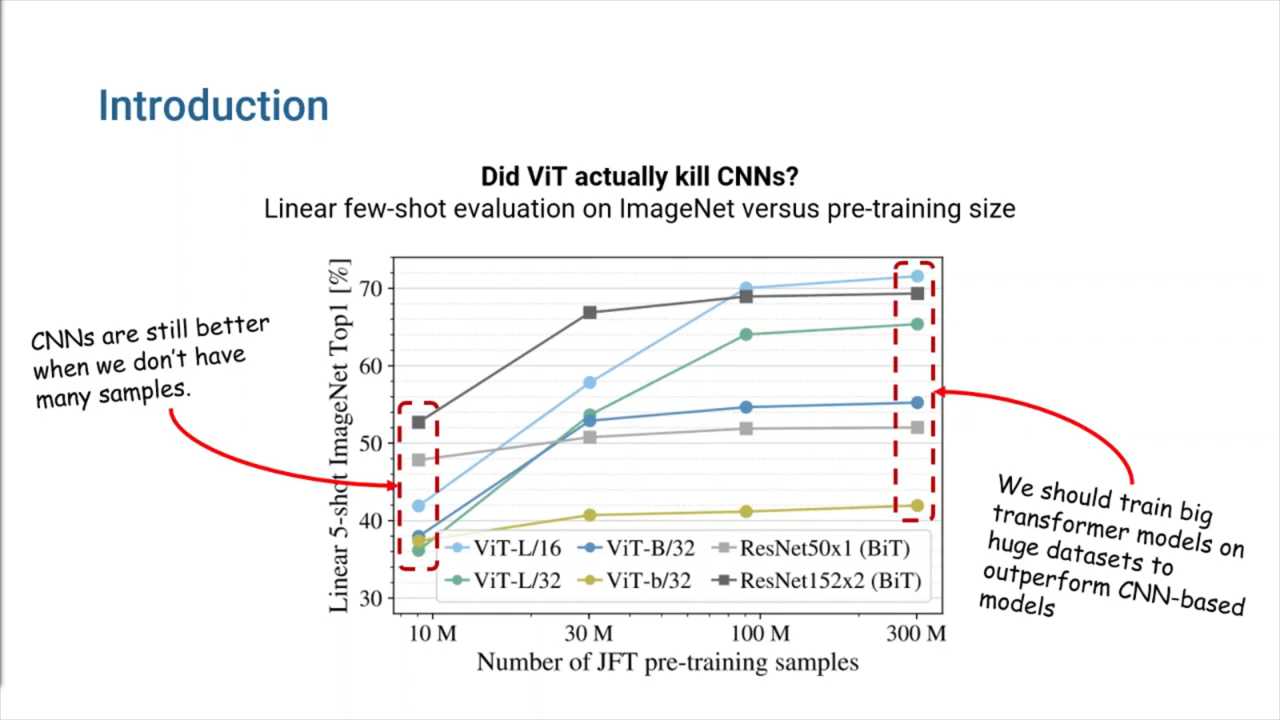 Introduction
Did ViT actually kill CNNs?
Linear few-shot evaluation on ImageNet versus pre-training size
CNNs are still better
when we don't have
many samples.
Linear 5-shot ImageNet Top1 [%]
70
60
50
40
30
ViT-L/16 ViT-B/32 ResNet50x1 (BiT)
ViT-L/32 ViT-b/32 ResNet152x2 (BiT)
10 M 30 M 100 M 300 M
Number of JFT pre-training samples
We should train big
transformer models on
huge datasets to
outperform CNN-based
models